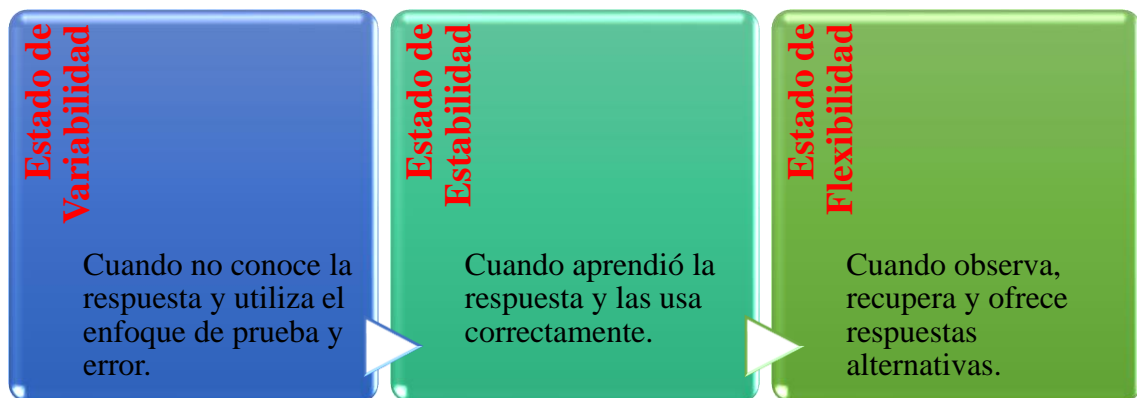 Estado de
Variabilidad
Cuando no conoce la
respuesta y utiliza el
enfoque de prueba y
error.
Estado de
Estabilidad
Cuando aprendió la
respuesta y las usa
correctamente.
Estado de
Flexibilidad
Cuando observa,
recupera y ofrece
respuestas
alternativas.